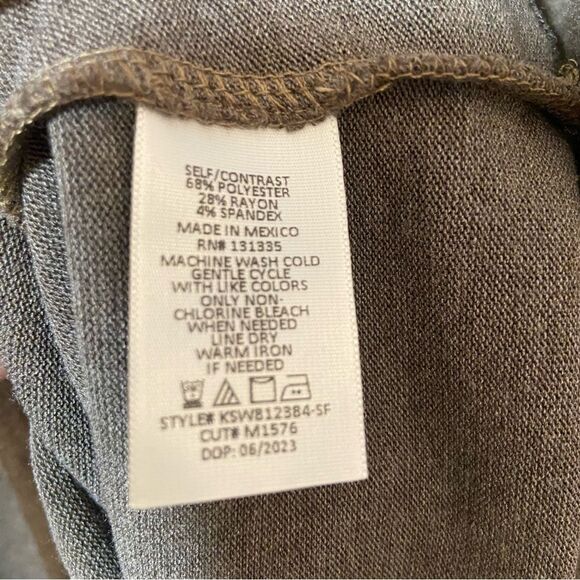 SELF/CONTRAST
68% POLYESTER
28% RAYON
4% SPANDEX
MADE IN MEXICO
RN# 131335
MACHINE WASH COLD
GENTLE CYCLE
WITH LIKE COLORS
ONLY NON-
CHLORINE BLEACH
WHEN NEEDED
LINE DRY
WARM IRON
IF NEEDED
STYLE# KSW812384-SF
CUT# M1576
DOP: 06/2023